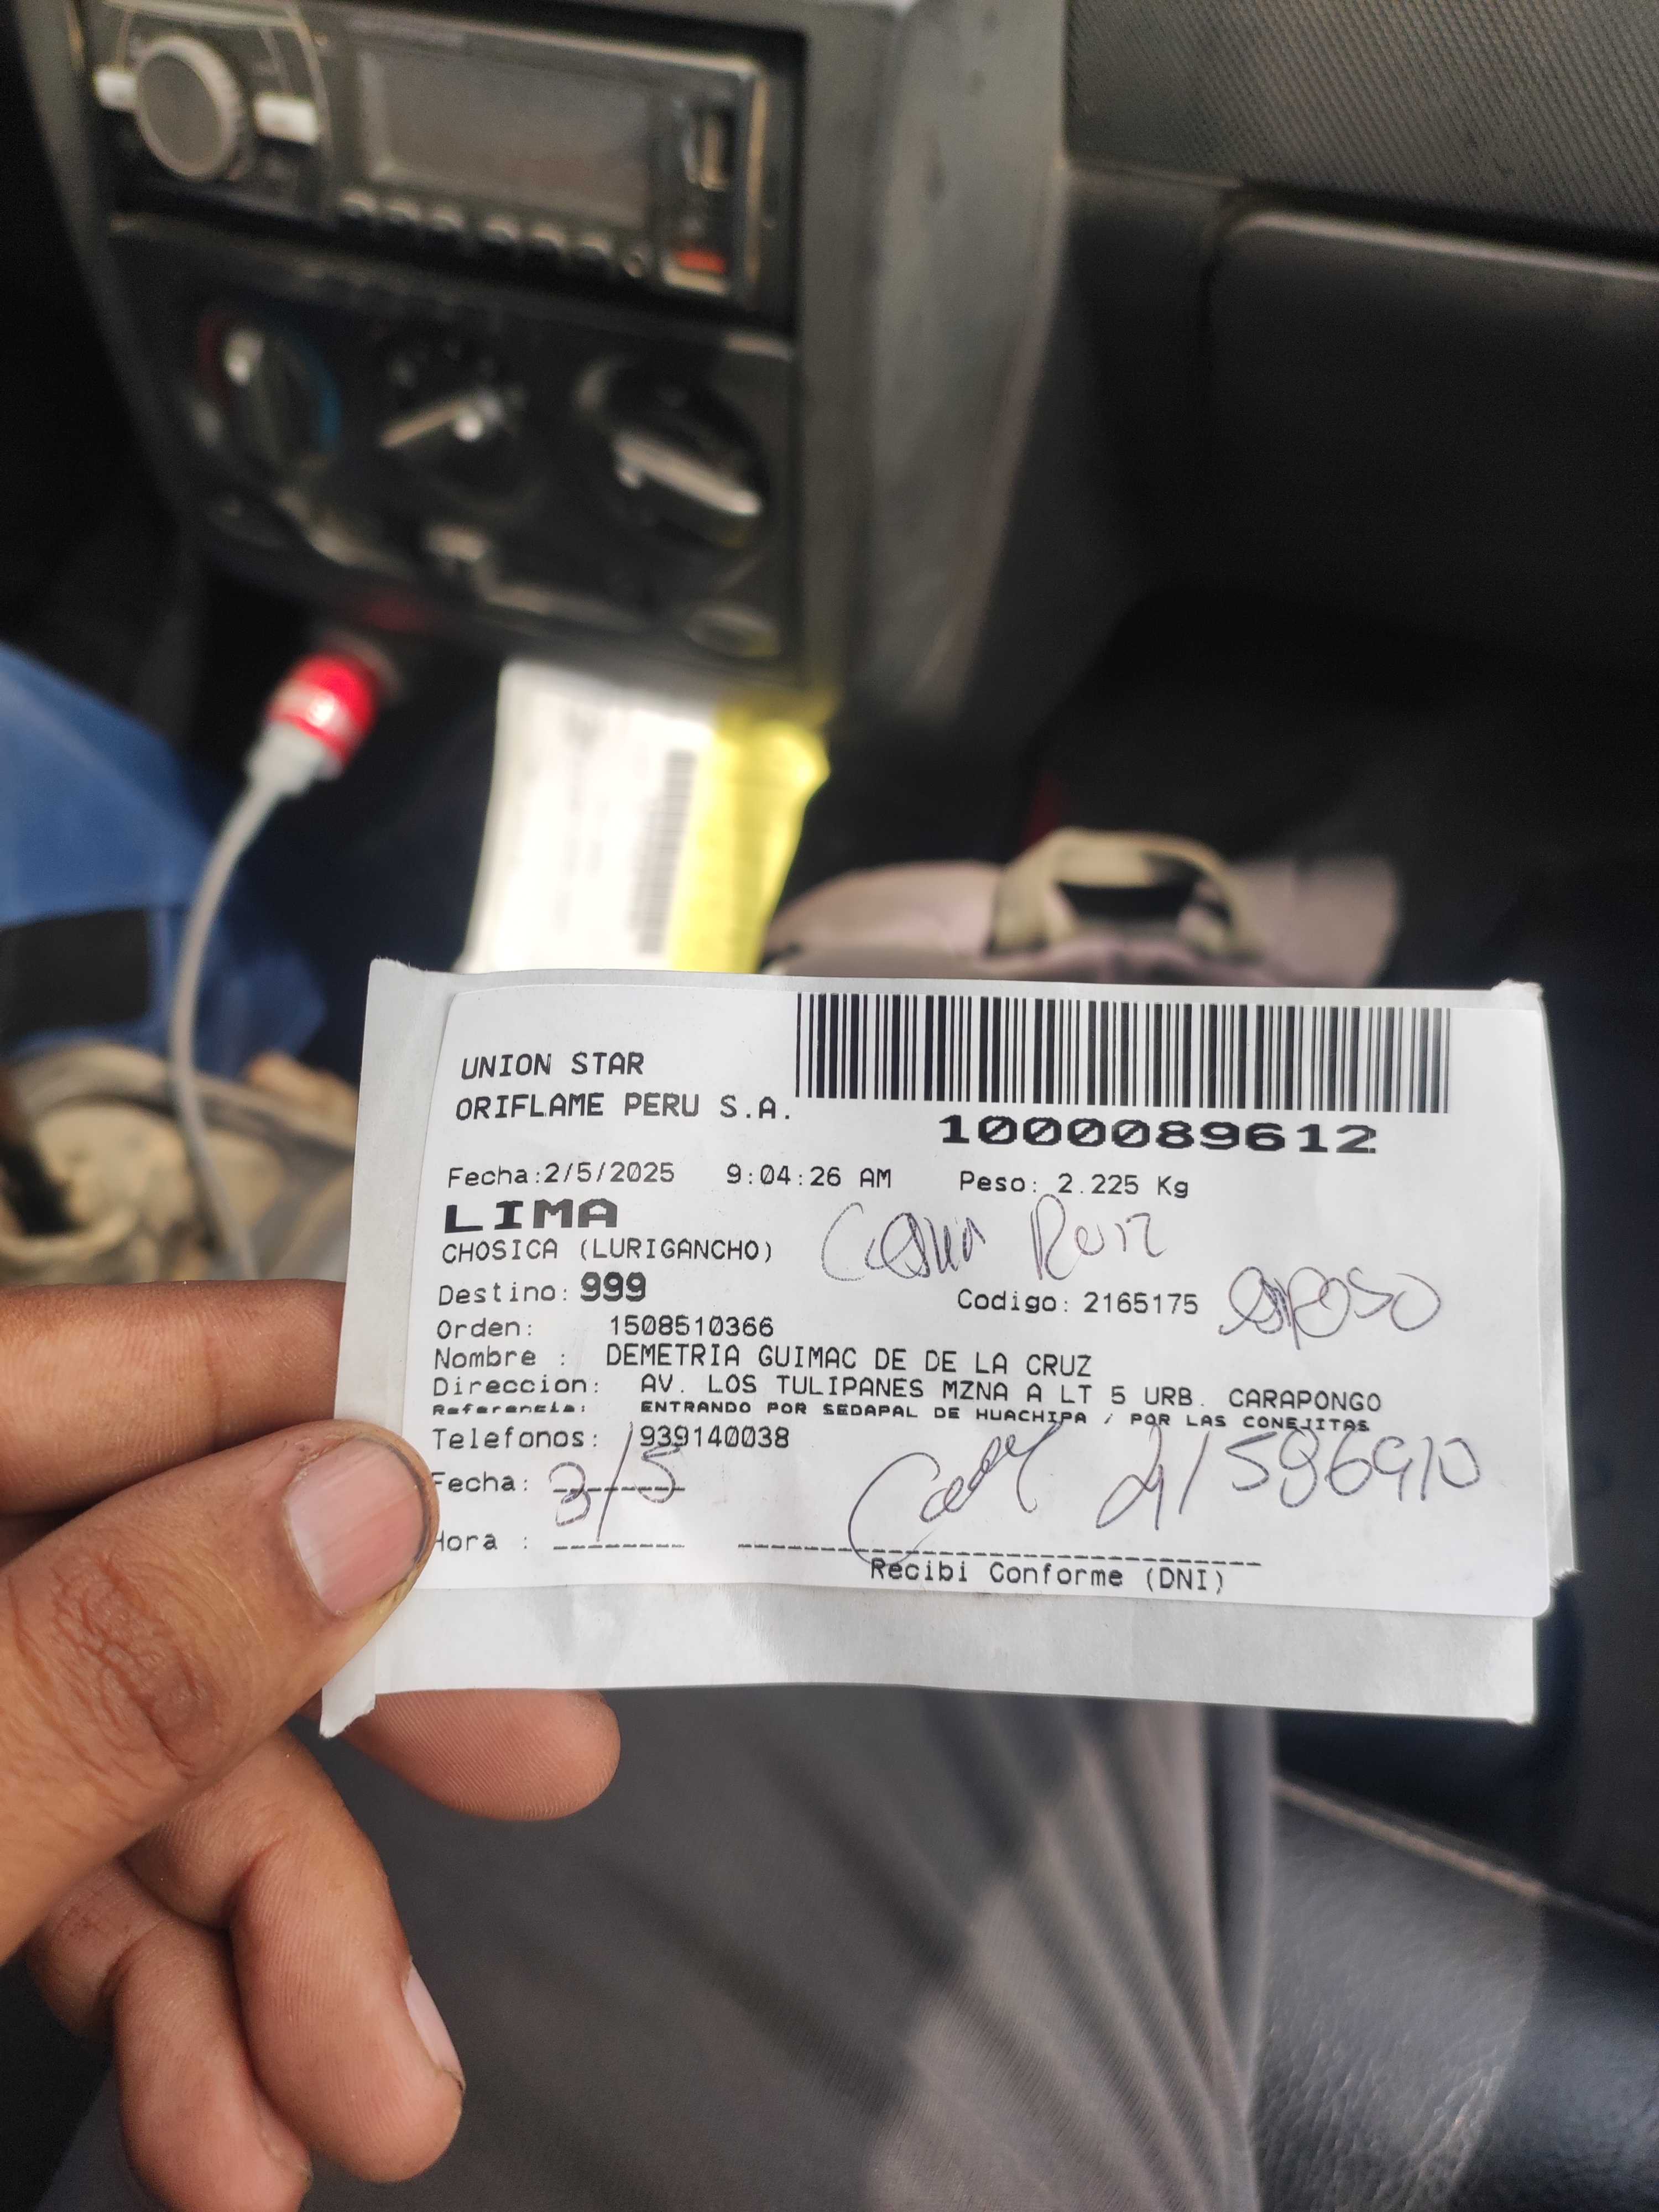 UNION STAR
ORIFLAME PERU S.A.
1000089612
Fecha:2/5/2025 9:04:26 AM Peso: 2.225 Kg
LIMA
CHOSICA (LURIGANCHO)
Ruiz
Destino: 999
Codigo: 2165175 esposo
Orden: 1508510366
Nombre : DEMETRIA GUIMAC DE DE LA CRUZ
Direccion: AV. LOS TULIPANES MZNA A LT 5 URB. CARAPONGO
Referencia: ENTRANDO POR SEDAPAL DE HUACHIPA / POR LAS CONEJITAS
Telefonos: 939140038
Fecha: 3/5
Hora :
Recibi Conforme (DNI)